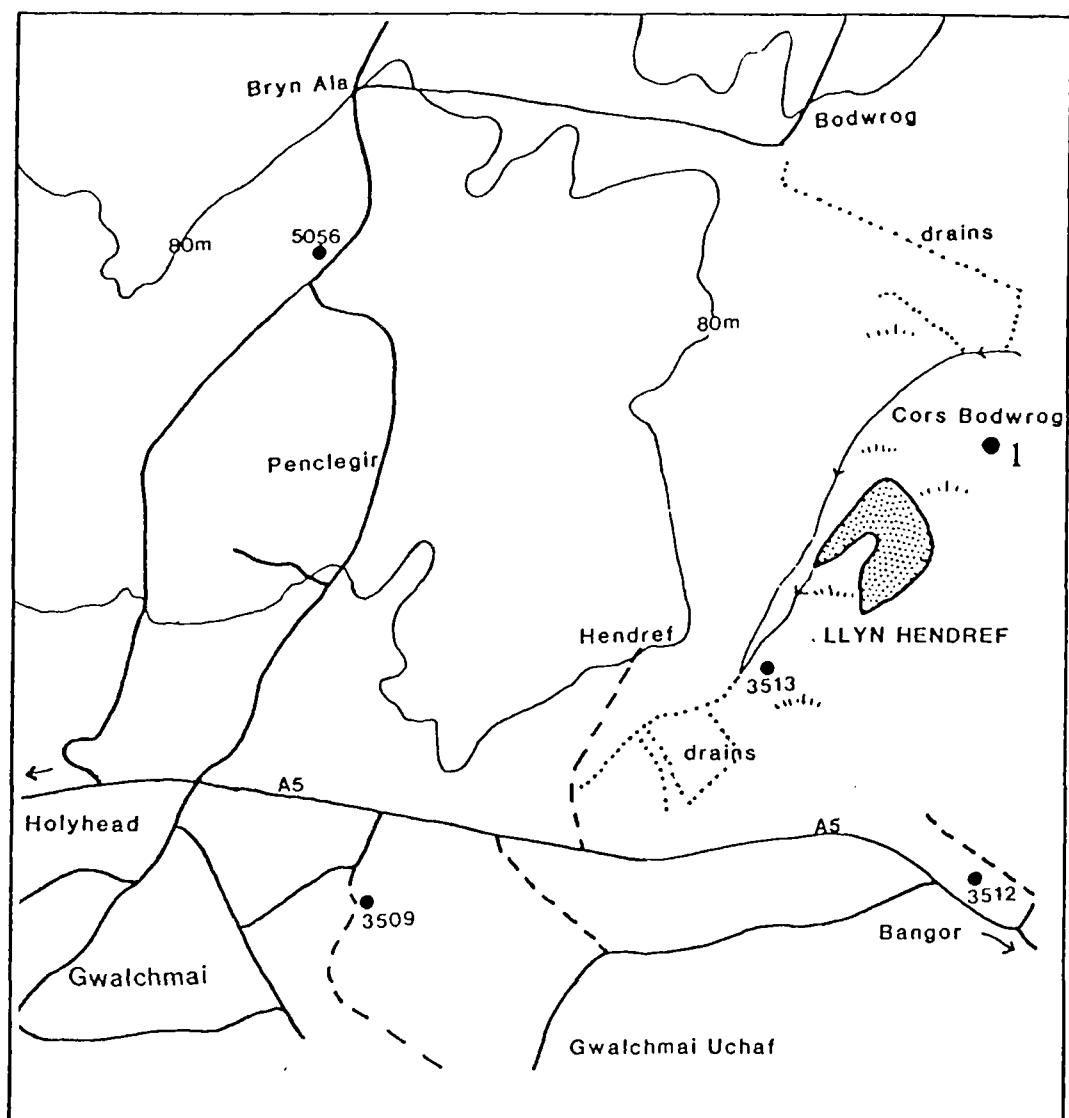 Bryn Ala
Bodwrog
80m
5056
drains
80m
Cors Bodwrog
1
Penclegir
Hendref
LLYN HENDREF
3513
drains
A5
Holyhead
A5
3512
3509
Bangor
Gwalchmai
Gwalchmai Uchaf